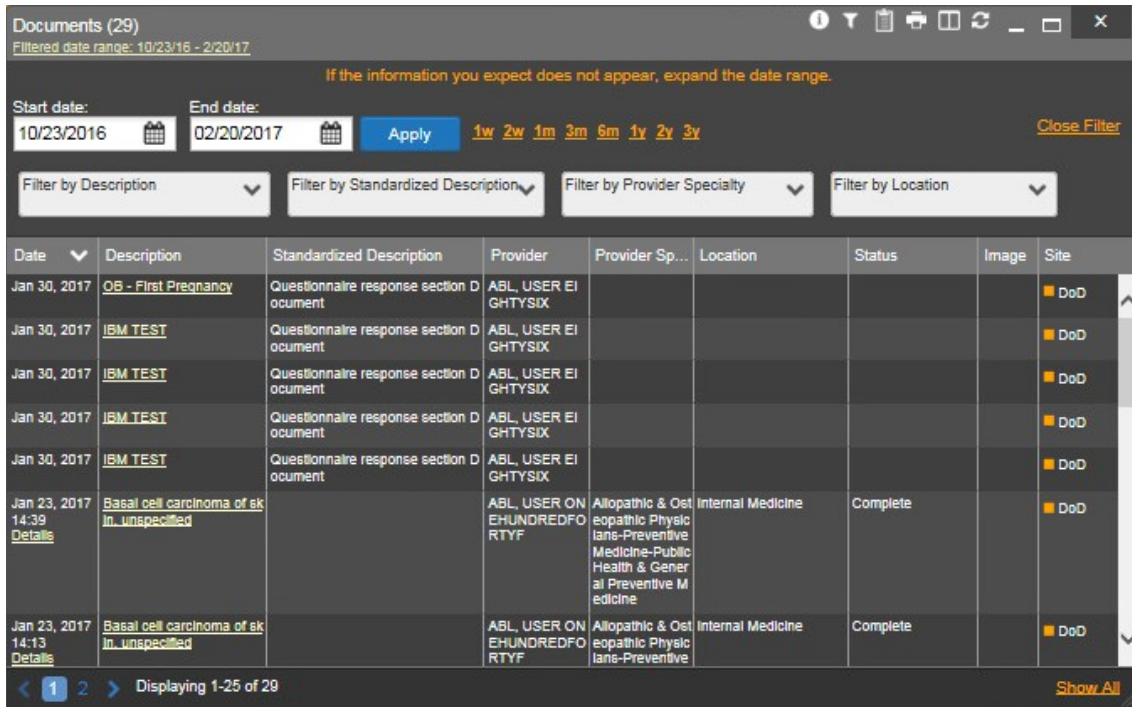 Documents (29)
Filtered date range: 10/23/16 - 2/20/17
If the information you expect does not appear, expand the date range.
Start date:
End date:
10/23/2016
02/20/2017
Apply
1w 2w 1m 3m 6m 1y 2y 3y
Close Filter
Filter by Description
Filter by Standardized Description
Filter by Provider Specialty
Filter by Location
Date Description Standardized Description Provider Provider Sp... Location Status Image Site
Jan 30, 2017 OB - First Pregnancy Questionnaire response section D ABL, USER EI DoD
ocument GHTYSIX
Jan 30, 2017 IBM TEST Questionnaire response section D ABL, USER EI DoD
ocument GHTYSIX
Jan 30, 2017 IBM TEST Questionnaire response section D ABL, USER EI DoD
ocument GHTYSIX
Jan 30, 2017 IBM TEST Questionnaire response section D ABL, USER EI DoD
ocument GHTYSIX
Jan 30, 2017 IBM TEST Questionnaire response section D ABL, USER EI DoD
ocument GHTYSIX
Jan 23, 2017 Basal cell carcinoma of sk ABL, USER ON Allopathic & Ost Internal Medicine Complete DoD
14:39 in, unspecified EHUNDREDFO eopathic Physic
Details RTYF ians-Preventive
Medicine-Public
Health & Gener
al Preventive M
edicine
Jan 23, 2017 Basal cell carcinoma of sk ABL, USER ON Allopathic & Ost Internal Medicine Complete DoD
14:13 in, unspecified EHUNDREDFO eopathic Physic
Details RTYF ians-Preventive
1 2 Displaying 1-25 of 29
Show All